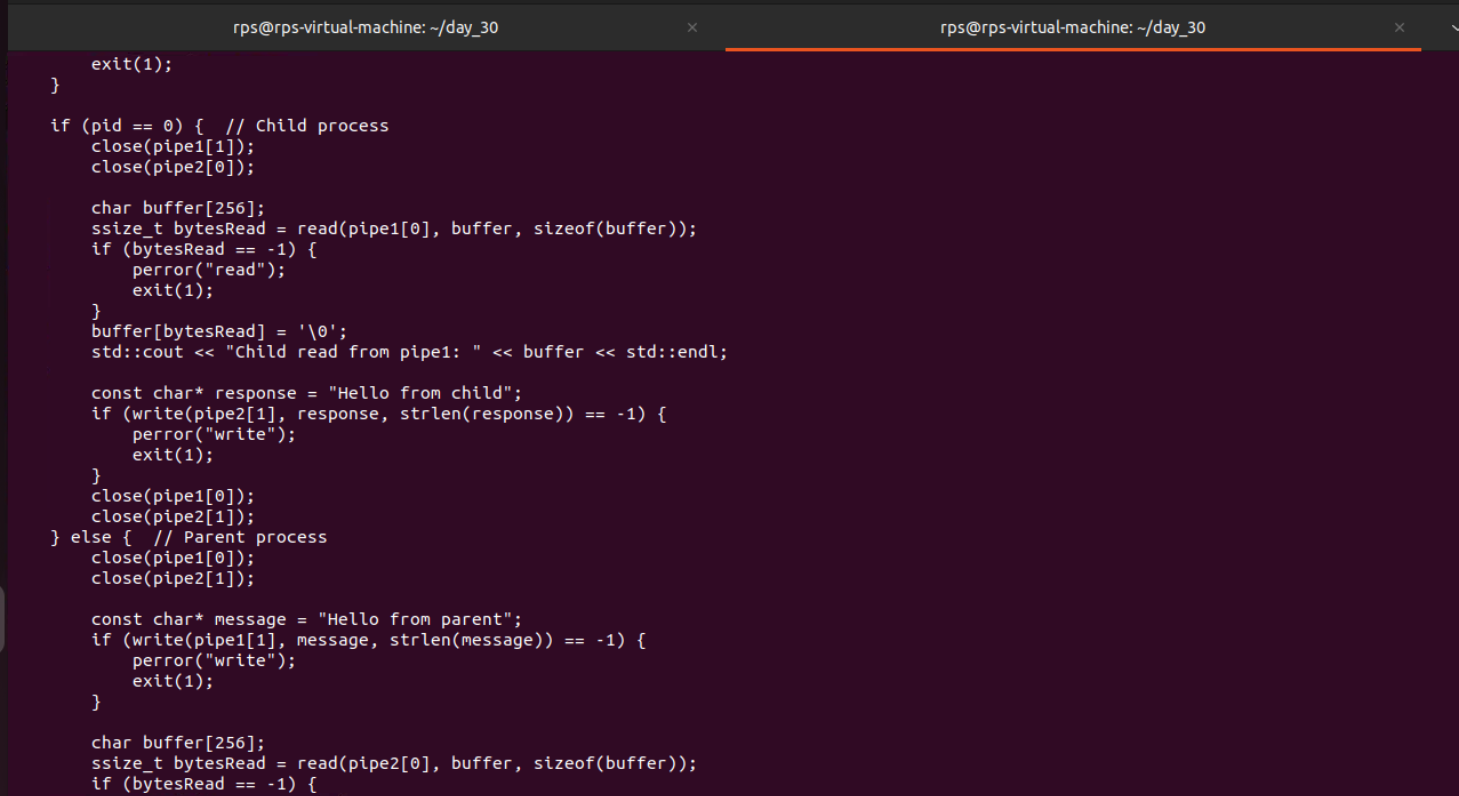 rps@rps-virtual-machine: ~/day_30 × rps@rps-virtual-machine: ~/day_30 ×
        exit(1);
    }

    if (pid == 0) {  // Child process
        close(pipe1[1]);
        close(pipe2[0]);

        char buffer[256];
        ssize_t bytesRead = read(pipe1[0], buffer, sizeof(buffer));
        if (bytesRead == -1) {
            perror("read");
            exit(1);
        }
        buffer[bytesRead] = '\0';
        std::cout << "Child read from pipe1: " << buffer << std::endl;

        const char* response = "Hello from child";
        if (write(pipe2[1], response, strlen(response)) == -1) {
            perror("write");
            exit(1);
        }
        close(pipe1[0]);
        close(pipe2[1]);
    } else {  // Parent process
        close(pipe1[0]);
        close(pipe2[1]);

        const char* message = "Hello from parent";
        if (write(pipe1[1], message, strlen(message)) == -1) {
            perror("write");
            exit(1);
        }

        char buffer[256];
        ssize_t bytesRead = read(pipe2[0], buffer, sizeof(buffer));
        if (bytesRead == -1) {